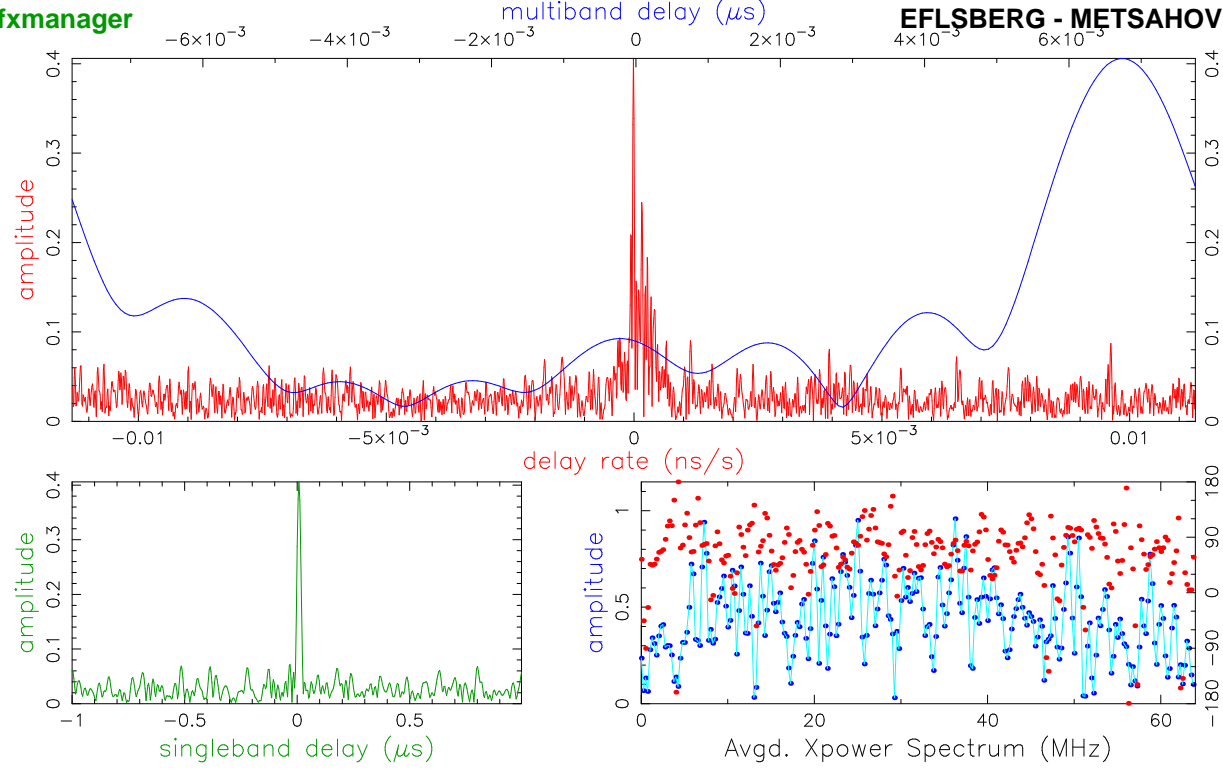 fxmanager
multiband delay (μs)
EFLSBERG - METSAHOV
−6×10⁻³ −4×10⁻³ −2×10⁻³ 0 2×10⁻³ 4×10⁻³ 6×10⁻³
amplitude
0 0.1 0.2 0.3 0.4
0 0.1 0.2 0.3 0.4
−0.01 −5×10⁻³ 0 5×10⁻³ 0.01
delay rate (ns/s)
amplitude
0 0.1 0.2 0.3 0.4
−1 −0.5 0 0.5
singleband delay (μs)
amplitude
0 0.5 1
−180 −90 0 90 180
0 20 40 60
Avgd. Xpower Spectrum (MHz)